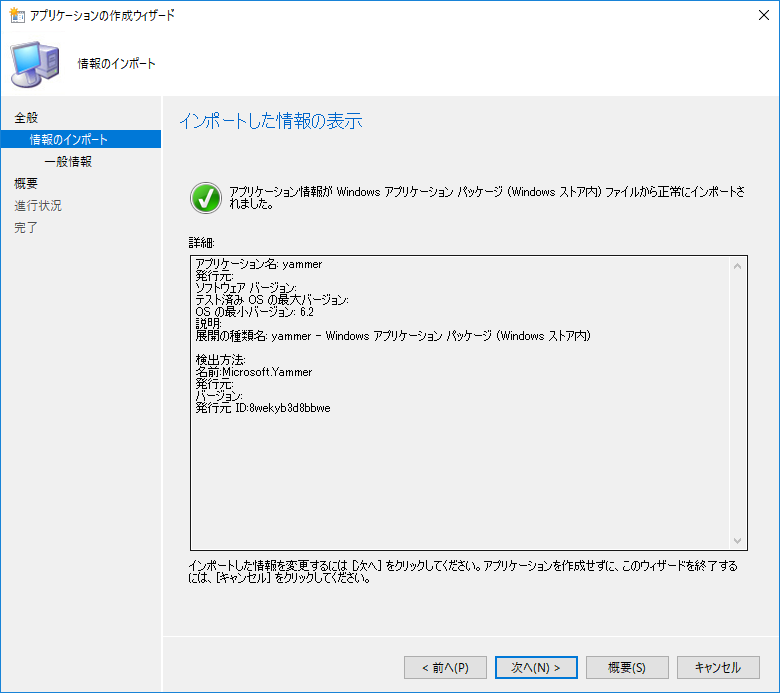 アプリケーションの作成ウィザード
情報のインポート
全般
情報のインポート
一般情報
概要
進行状況
完了
インポートした情報の表示
アプリケーション情報が Windows アプリケーション パッケージ (Windows ストア内) ファイルから正常にインポートさ
れました。
詳細:
アプリケーション名: yammer
発行元:
ソフトウェア バージョン:
テスト済み OS の最大バージョン:
OS の最小バージョン: 6.2
説明:
展開の種類名: yammer - Windows アプリケーション パッケージ (Windows ストア内)
検出方法:
名前:Microsoft.Yammer
発行元:
バージョン:
発行元 ID:8wekyb3d8bbwe
インポートした情報を変更するには [次へ] をクリックしてください。アプリケーションを作成せずに、このウィザードを終了する
には、[キャンセル] をクリックしてください。
< 前へ(P)
次へ(N) >
概要(S)
キャンセル